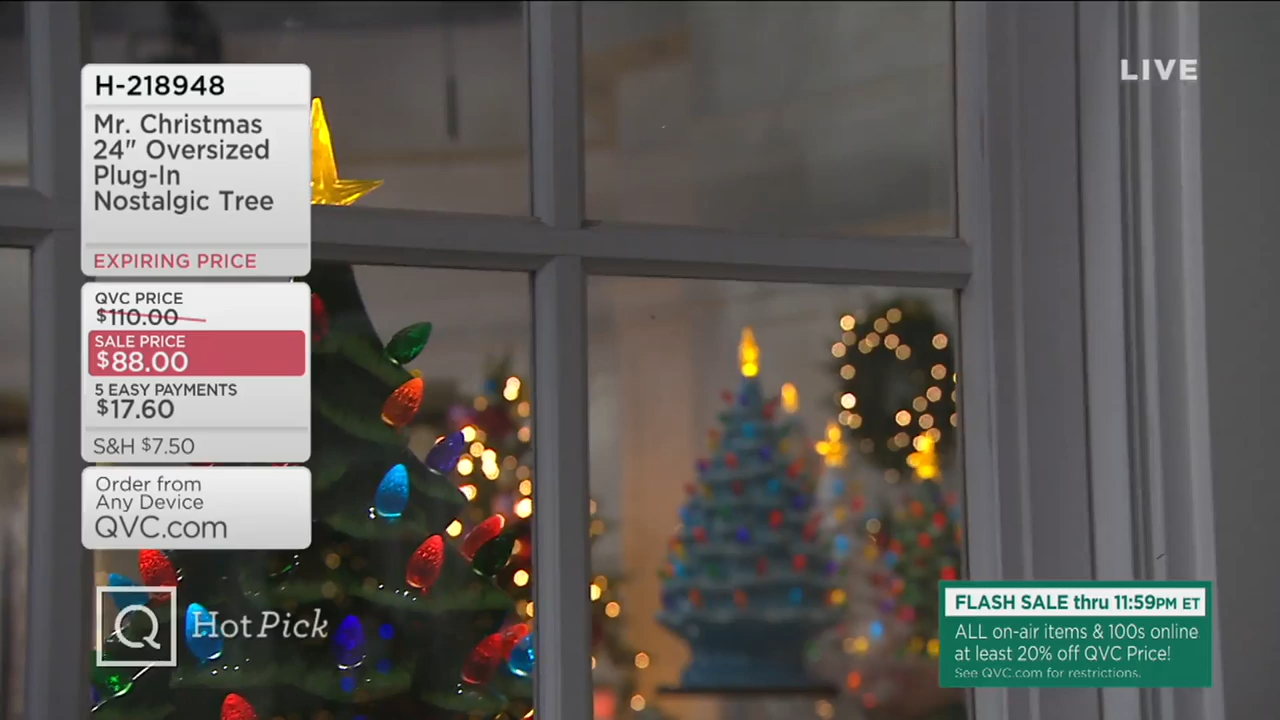 H-218948
Mr. Christmas
24" Oversized
Plug-In
Nostalgic Tree
EXPIRING PRICE
QVC PRICE
$110.00
SALE PRICE
$88.00
5 EASY PAYMENTS
$17.60
S&H $7.50
Order from
Any Device
QVC.com
Q HotPick
LIVE
FLASH SALE thru 11:59PM ET
ALL on-air items & 100s online
at least 20% off QVC Price!
See QVC.com for restrictions.